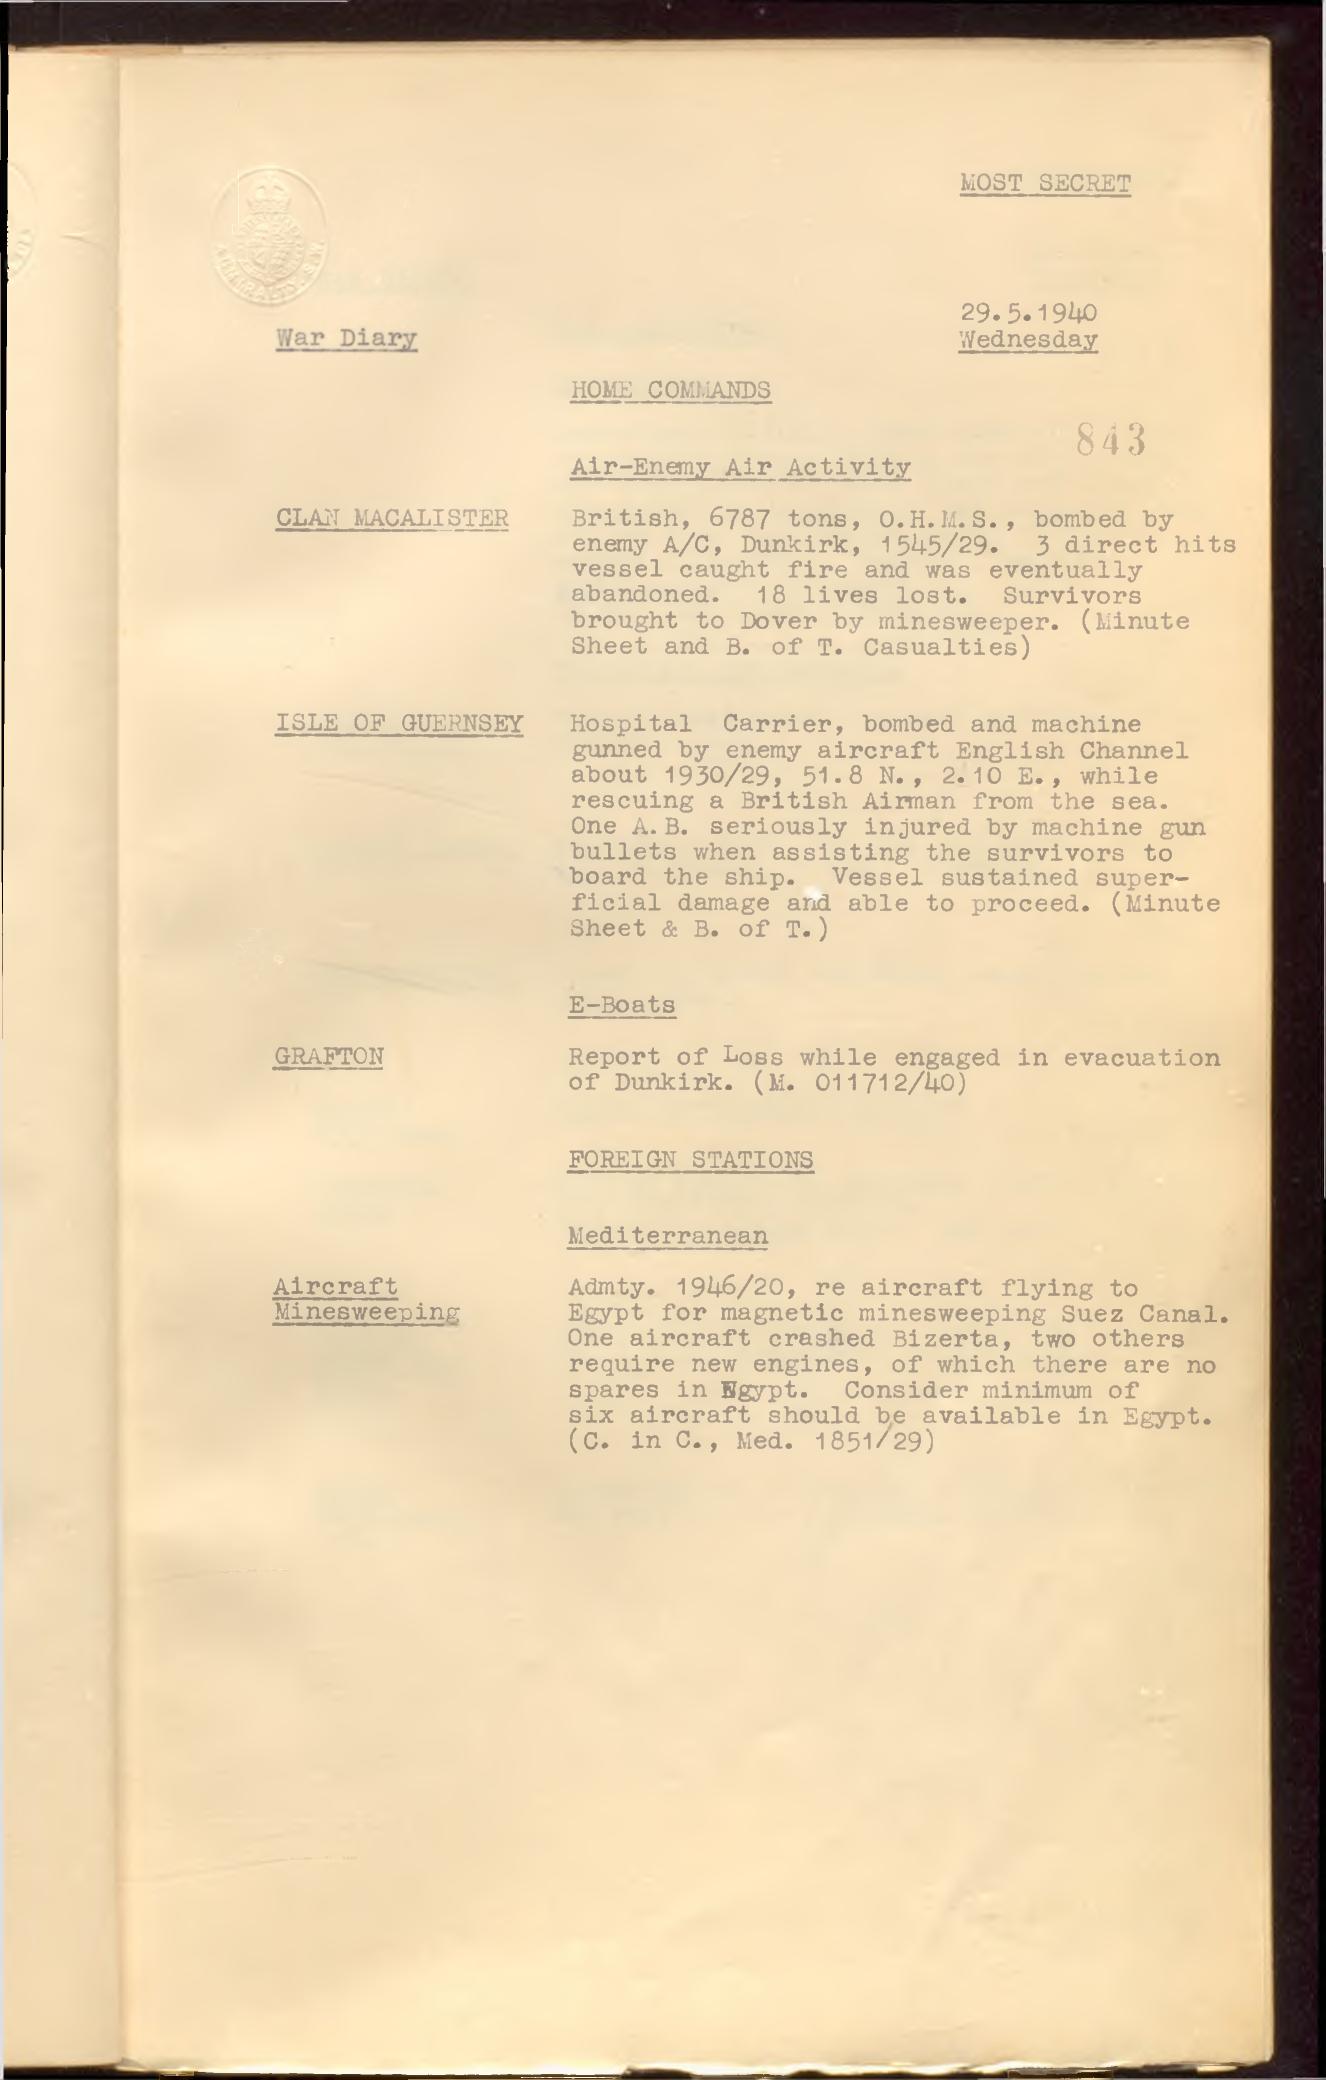 MOST SECRET
29.5.1940
War Diary
Wednesday
HOME COMMANDS
843
Air-Enemy Air Activity
CLAN MACALISTER
British, 6787 tons, O.H.M.S., bombed by
enemy A/C, Dunkirk, 1545/29. 3 direct hits
vessel caught fire and was eventually
abandoned. 18 lives lost. Survivors
brought to Dover by minesweeper. (Minute
Sheet and B. of T. Casualties)
ISLE OF GUERNSEY
Hospital Carrier, bombed and machine
gunned by enemy aircraft English Channel
about 1930/29, 51.8 N., 2.10 E., while
rescuing a British Airman from the sea.
One A.B. seriously injured by machine gun
bullets when assisting the survivors to
board the ship. Vessel sustained super-
ficial damage and able to proceed. (Minute
Sheet & B. of T.)
E-Boats
GRAFTON
Report of Loss while engaged in evacuation
of Dunkirk. (M. 011712/40)
FOREIGN STATIONS
Mediterranean
Aircraft
Minesweeping
Admty. 1946/20, re aircraft flying to
Egypt for magnetic minesweeping Suez Canal.
One aircraft crashed Bizerta, two others
require new engines, of which there are no
spares in Egypt. Consider minimum of
six aircraft should be available in Egypt.
(C. in C., Med. 1851/29)